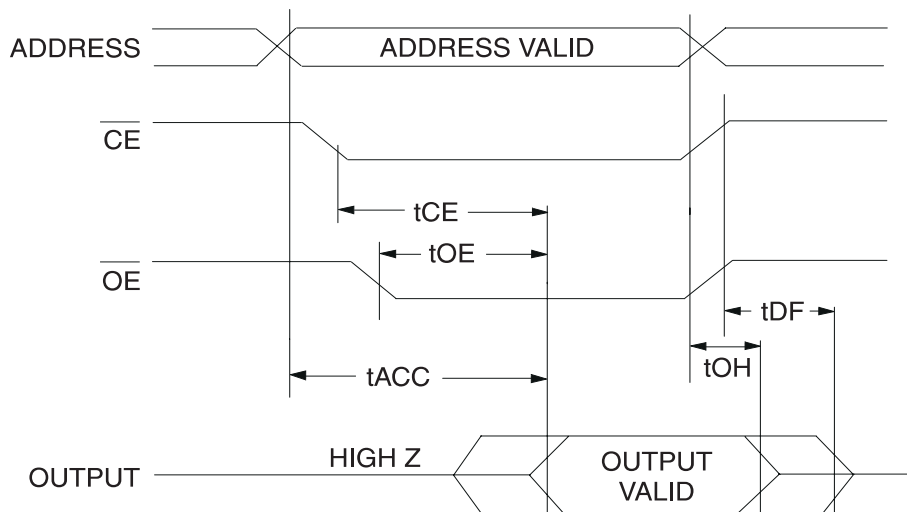 ADDRESS
ADDRESS VALID
CE
tCE
tOE
OE
tDF
tOH
tACC
HIGH Z
OUTPUT
OUTPUT
VALID